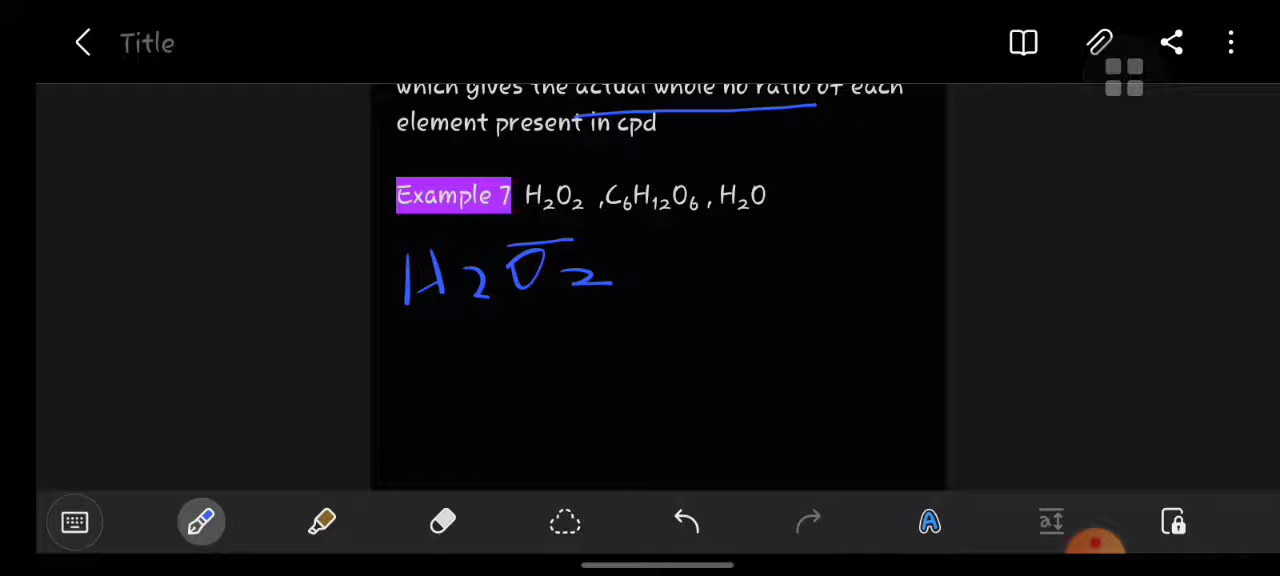 Title
which gives the actual whole no ratio of each
element present in cpd
Example 7 H₂O₂ ,C₆H₁₂O₆ , H₂O
H₂O₂